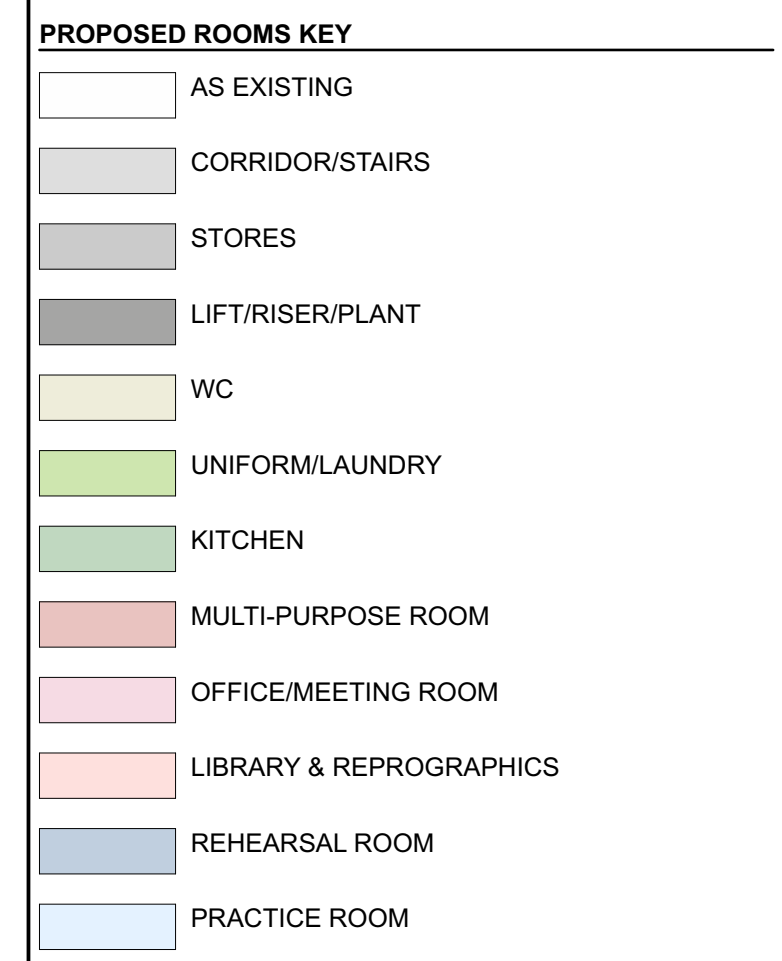 PROPOSED ROOMS KEY
AS EXISTING
CORRIDOR/STAIRS
STORES
LIFT/RISER/PLANT
WC
UNIFORM/LAUNDRY
KITCHEN
MULTI-PURPOSE ROOM
OFFICE/MEETING ROOM
LIBRARY & REPROGRAPHICS
REHEARSAL ROOM
PRACTICE ROOM